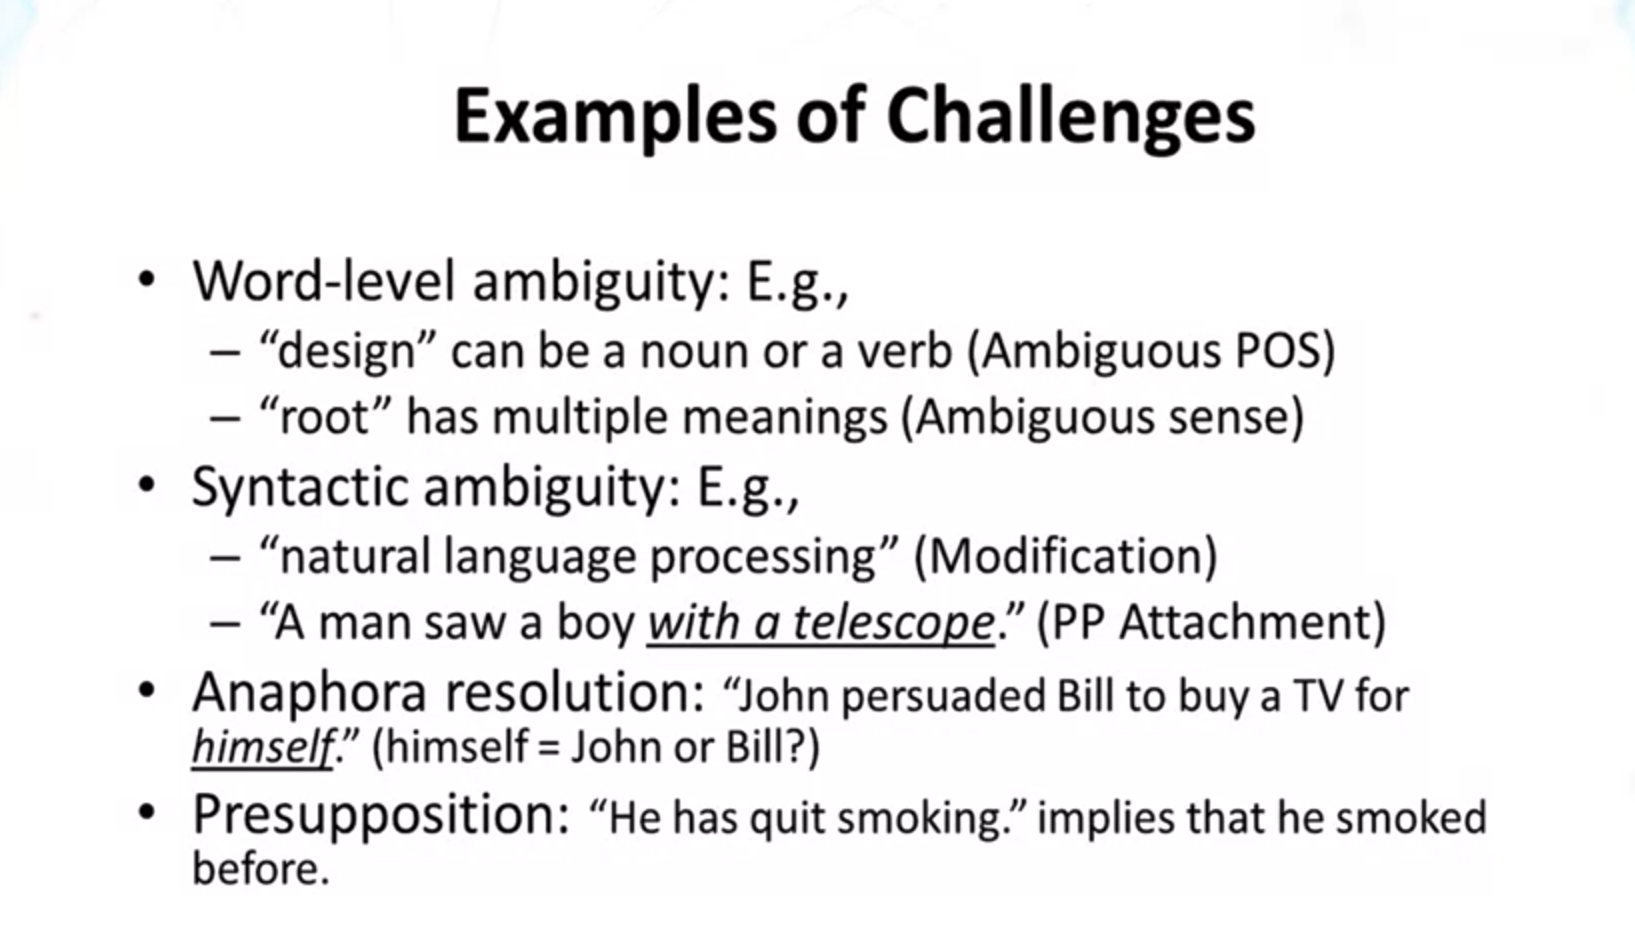 Examples of Challenges
• Word-level ambiguity: E.g.,
– “design” can be a noun or a verb (Ambiguous POS)
– “root” has multiple meanings (Ambiguous sense)
• Syntactic ambiguity: E.g.,
– “natural language processing” (Modification)
– “A man saw a boy with a telescope.” (PP Attachment)
• Anaphora resolution: “John persuaded Bill to buy a TV for
himself.” (himself = John or Bill?)
• Presupposition: “He has quit smoking.” implies that he smoked
before.